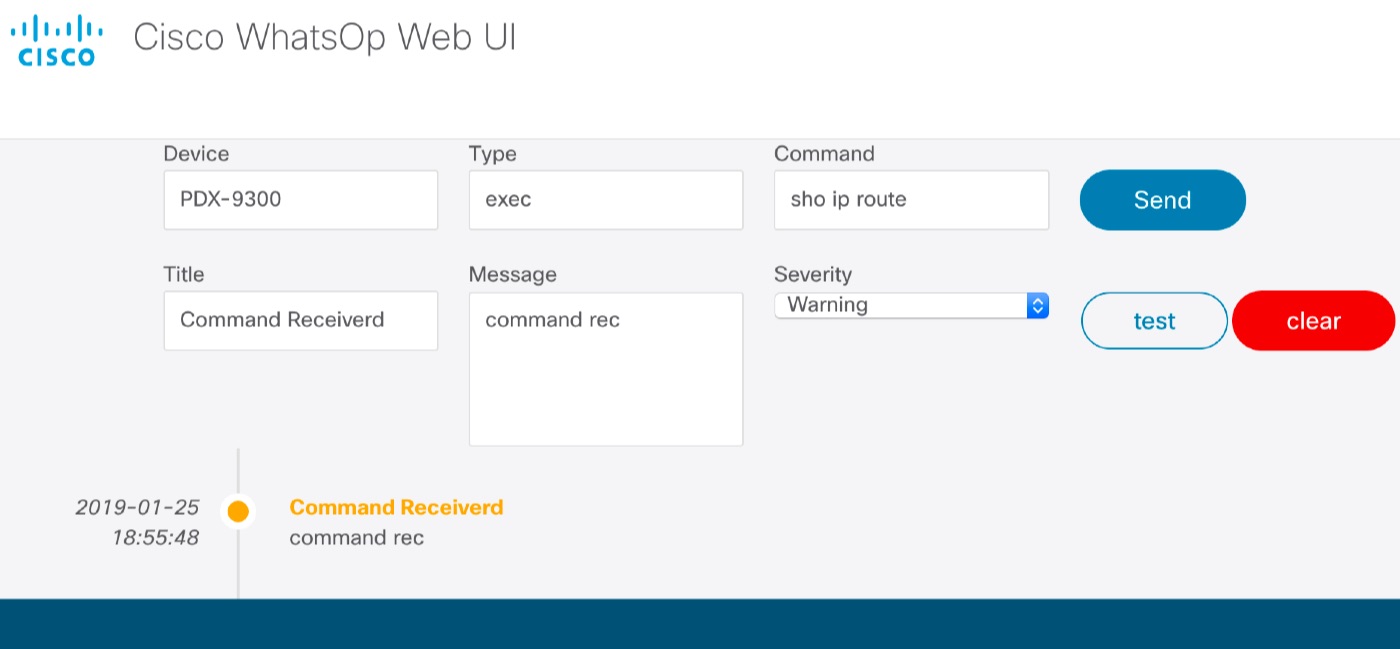 CISCO
Cisco WhatsOp Web UI
Device Type Command
PDX-9300 exec sho ip route Send
Title Message Severity
Command Receiverd command rec Warning test clear
2019-01-25 Command Receiverd
18:55:48 command rec